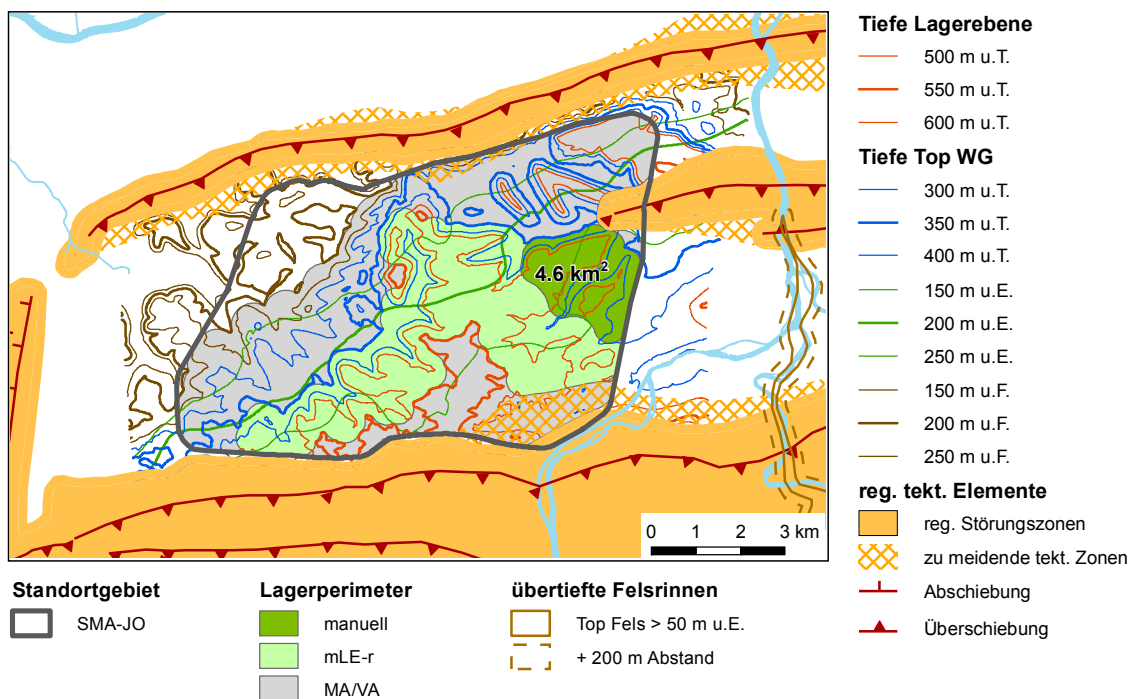 4.6 km²
0 1 2 3 km
Tiefe Lagerebene
500 m u.T.
550 m u.T.
600 m u.T.
Tiefe Top WG
300 m u.T.
350 m u.T.
400 m u.T.
150 m u.E.
200 m u.E.
250 m u.E.
150 m u.F.
200 m u.F.
250 m u.F.
reg. tekt. Elemente
reg. Störungszonen
zu meidende tekt. Zonen
Abschiebung
Überschiebung
Standortgebiet
SMA-JO
Lagerperimeter
manuell
mLE-r
MA/VA
übertiefte Felsrinnen
Top Fels > 50 m u.E.
+ 200 m Abstand